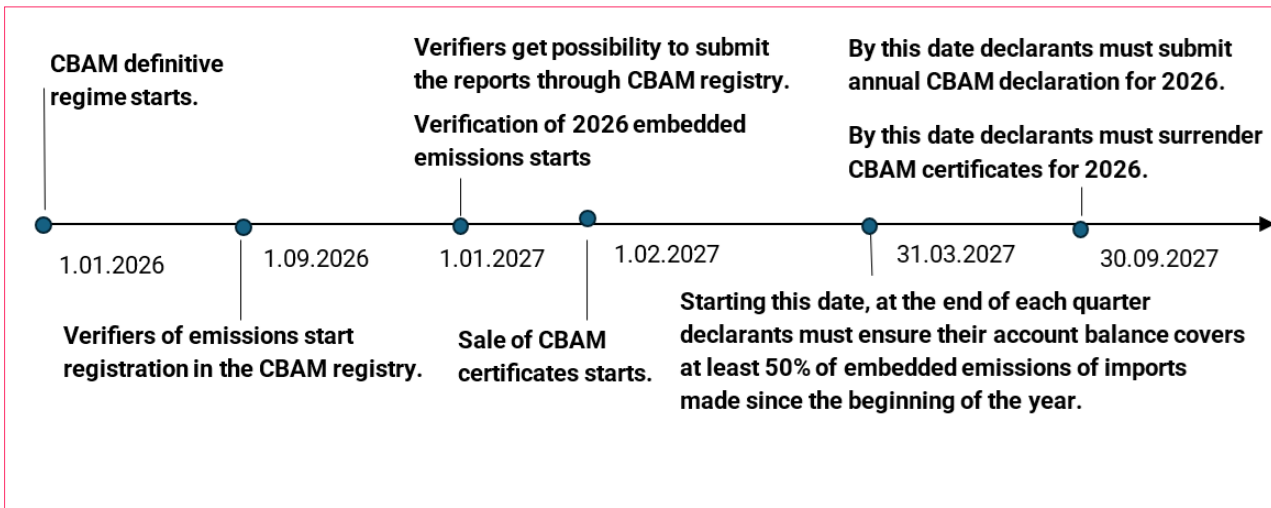 CBAM definitive
regime starts.
Verifiers get possibility to submit
the reports through CBAM registry.
Verification of 2026 embedded
emissions starts
By this date declarants must submit
annual CBAM declaration for 2026.
By this date declarants must surrender
CBAM certificates for 2026.
1.01.2026
1.09.2026
1.01.2027
1.02.2027
31.03.2027
30.09.2027
Verifiers of emissions start
registration in the CBAM registry.
Sale of CBAM
certificates starts.
Starting this date, at the end of each quarter
declarants must ensure their account balance covers
at least 50% of embedded emissions of imports
made since the beginning of the year.